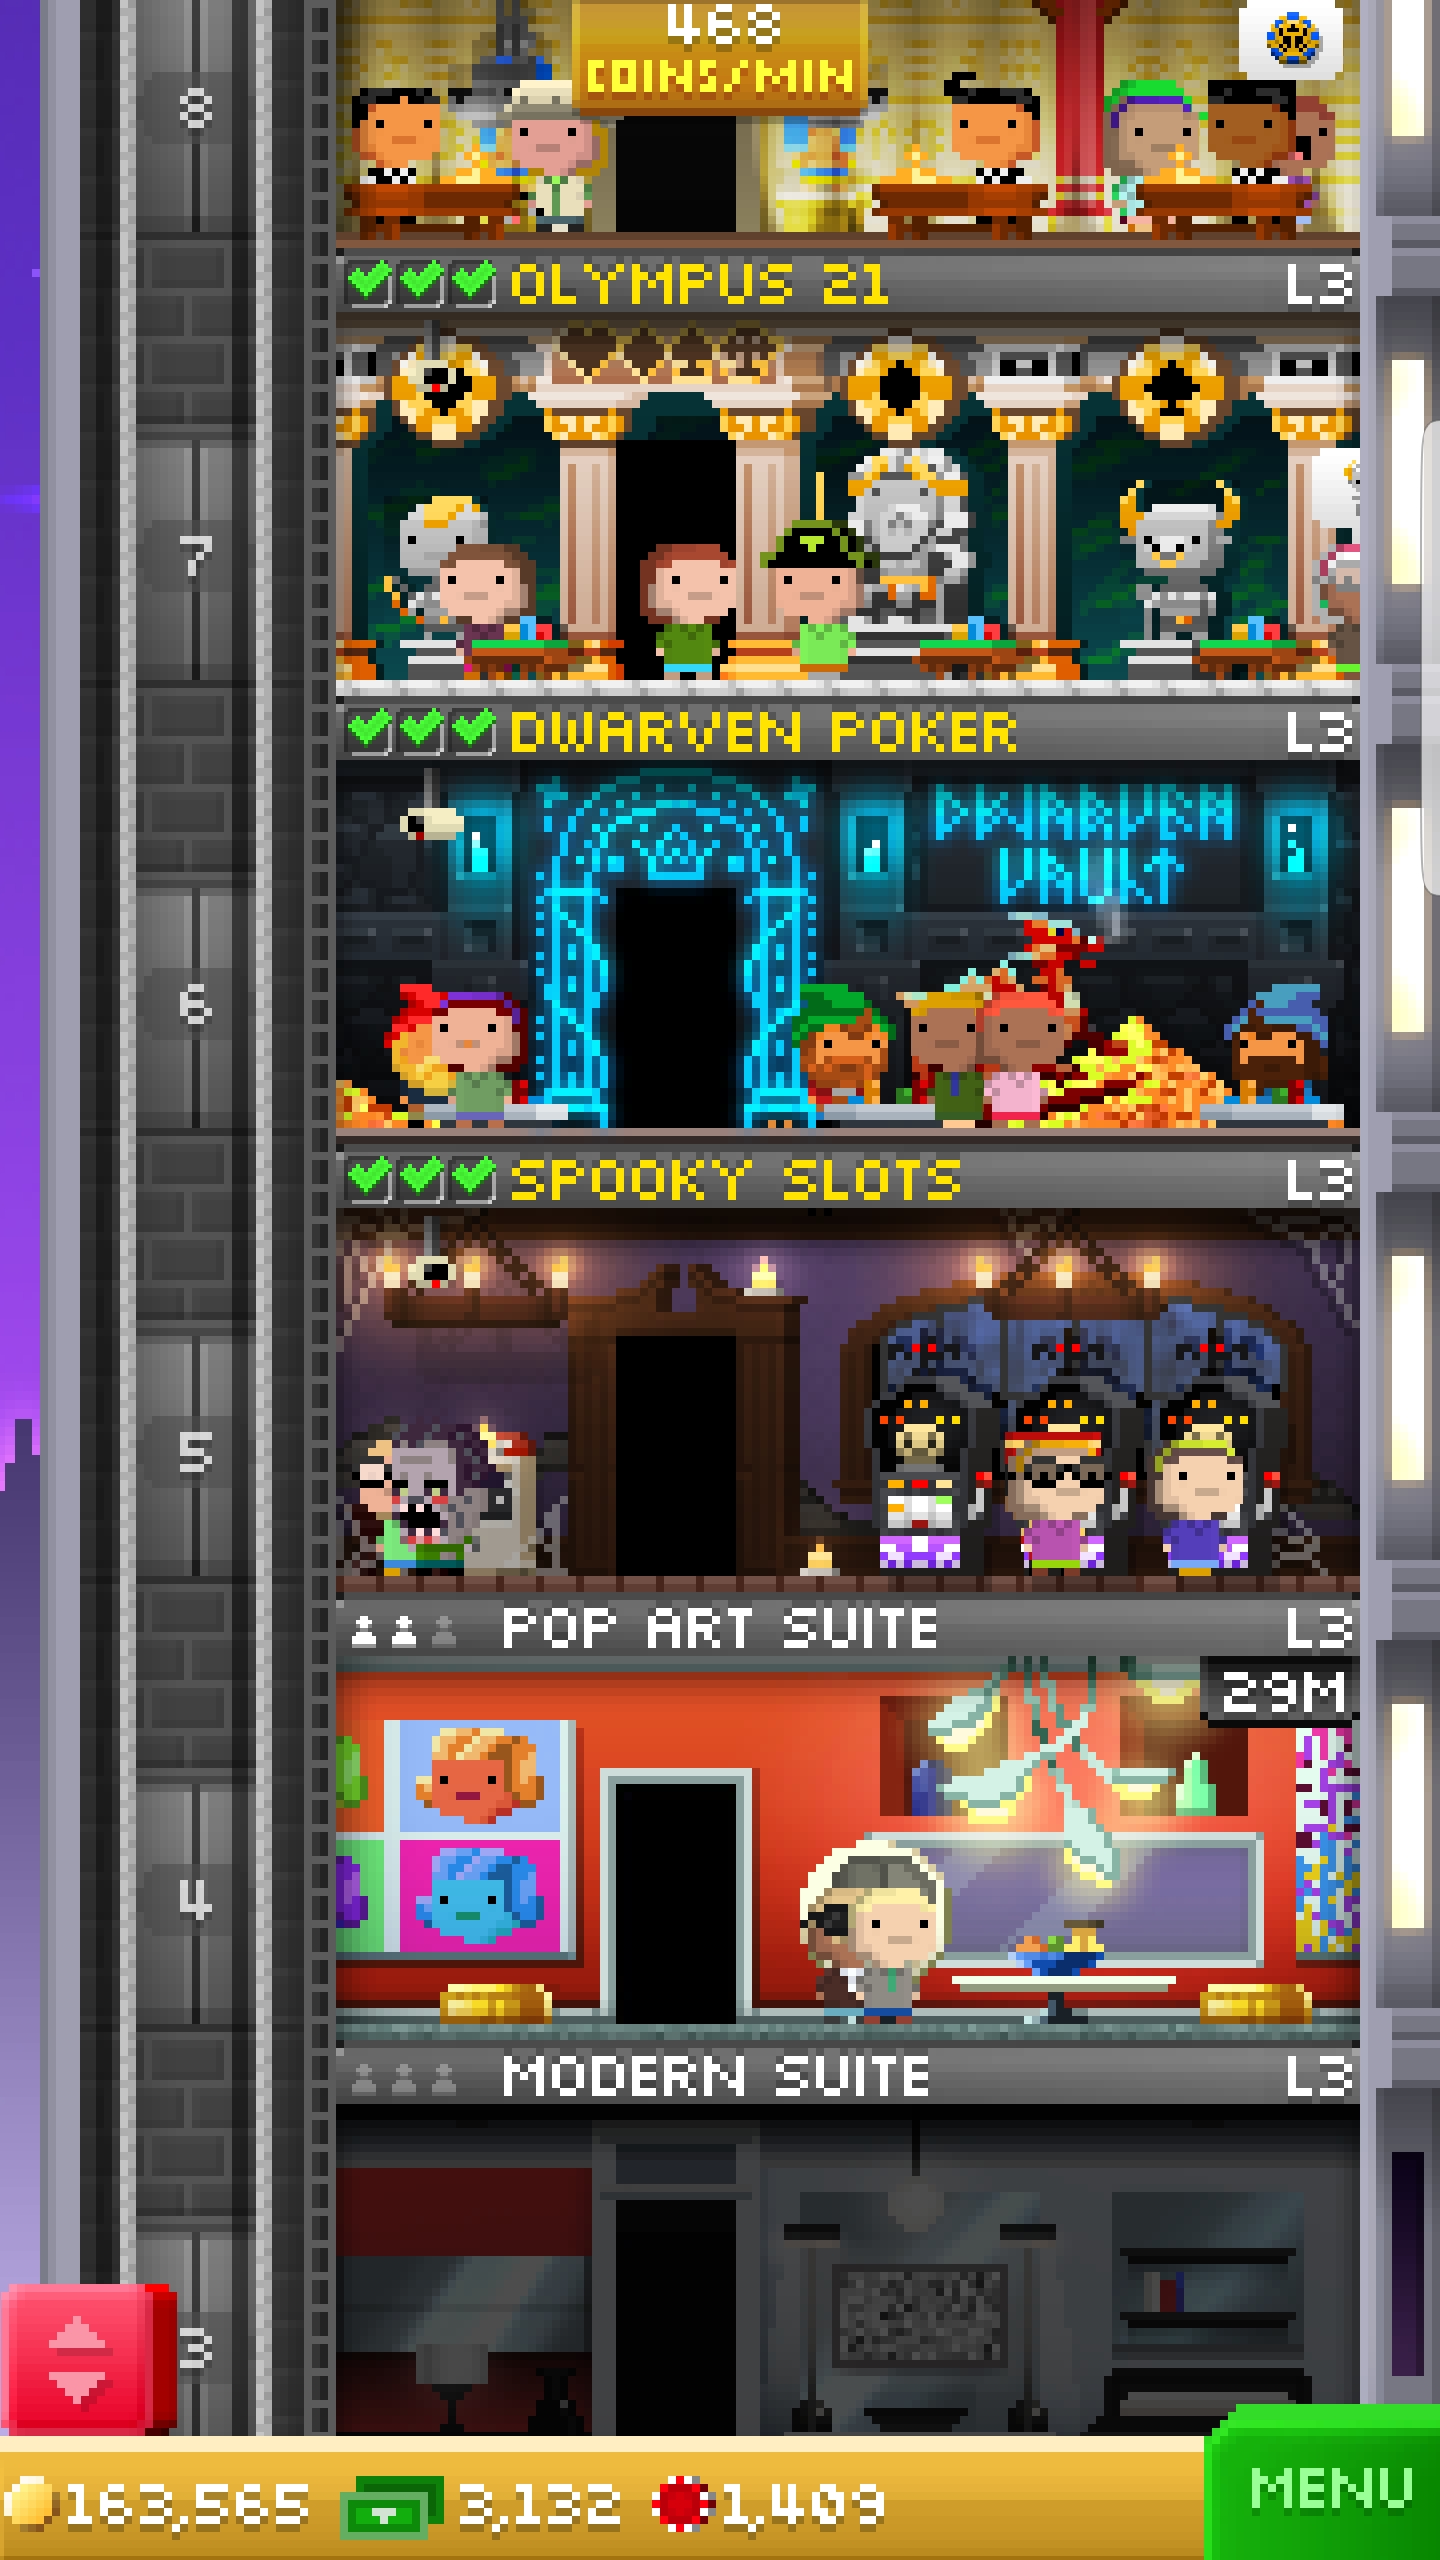 468
COINS/MIN
8
OLYMPUS 21 L3
7
DWARVEN POKER L3
DWARVEN
VAULT
6
SPOOKY SLOTS L3
5
POP ART SUITE L3
29M
4
MODERN SUITE L3
3
163,565 3,132 1,409
MENU